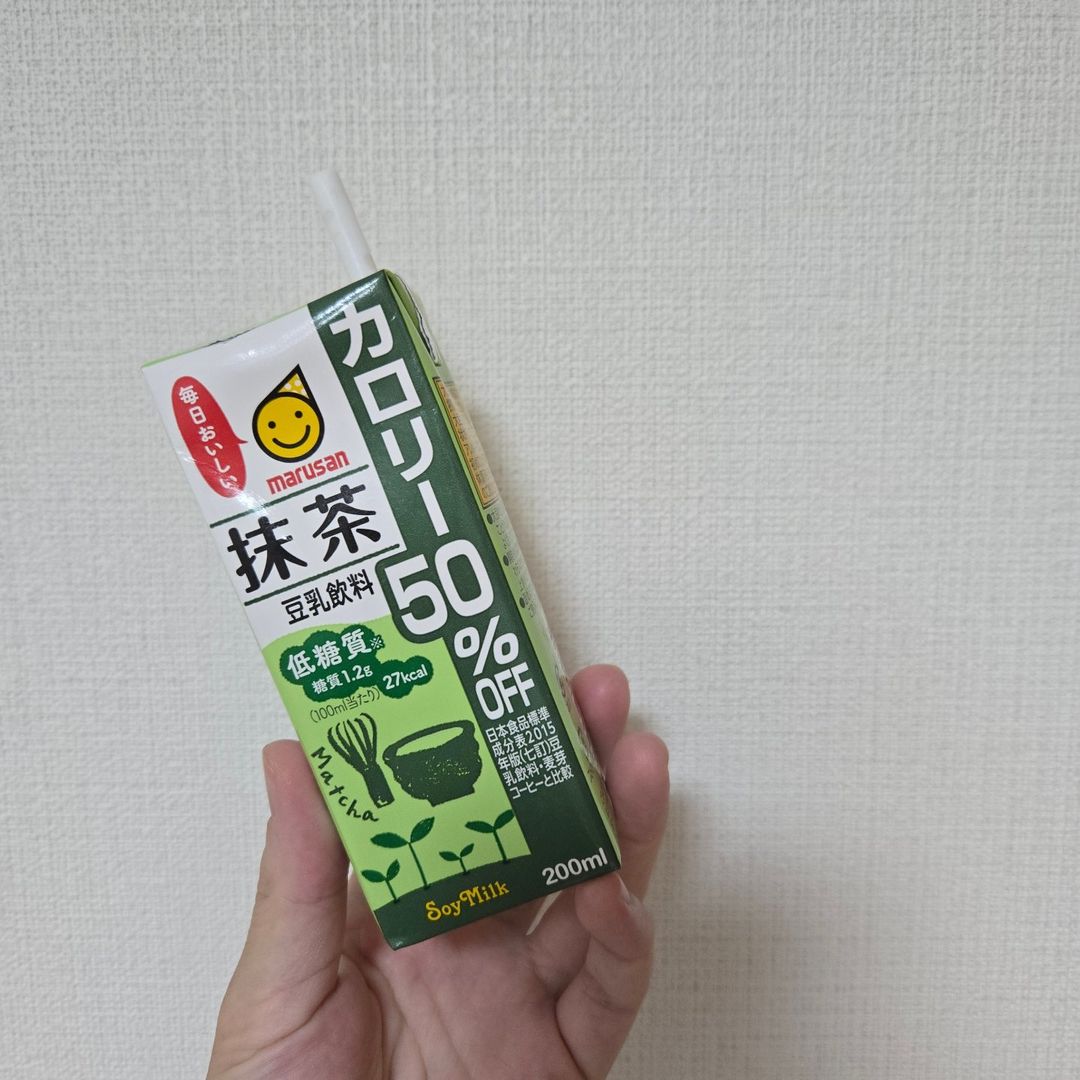 毎日おいしい
marusan
抹茶
豆乳飲料
カロリー
50%
OFF
低糖質※
糖質1.2g
27kcal
(100ml当たり)
Matcha
日本食品標準
成分表2015
年版(七訂)豆
乳飲料・麦芽
コーヒーと比較
Soy Milk
200ml